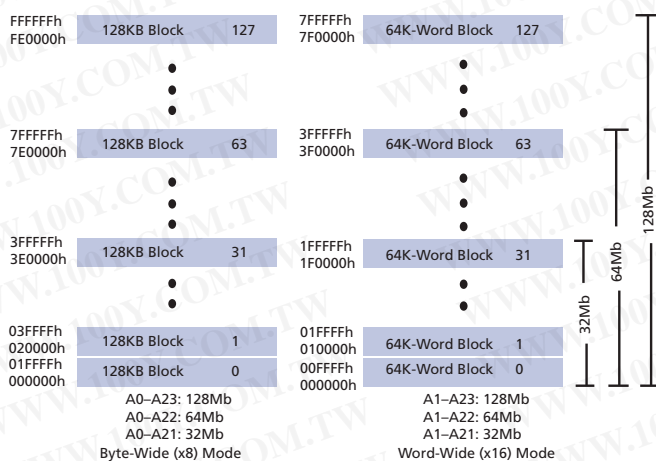 FFFFFFh
FE0000h
128KB Block 127
7FFFFFh
7E0000h
128KB Block 63
3FFFFFh
3E0000h
128KB Block 31
03FFFFh
020000h
128KB Block 1
01FFFFh
000000h
128KB Block 0
A0–A23: 128Mb
A0–A22: 64Mb
A0–A21: 32Mb
Byte-Wide (x8) Mode
7FFFFFh
7F0000h
64K-Word Block 127
3FFFFFh
3F0000h
64K-Word Block 63
1FFFFFh
1F0000h
64K-Word Block 31
01FFFFh
010000h
64K-Word Block 1
00FFFFh
000000h
64K-Word Block 0
A1–A23: 128Mb
A1–A22: 64Mb
A1–A21: 32Mb
Word-Wide (x16) Mode
32Mb
64Mb
128Mb
WWW.100Y.COM.TW